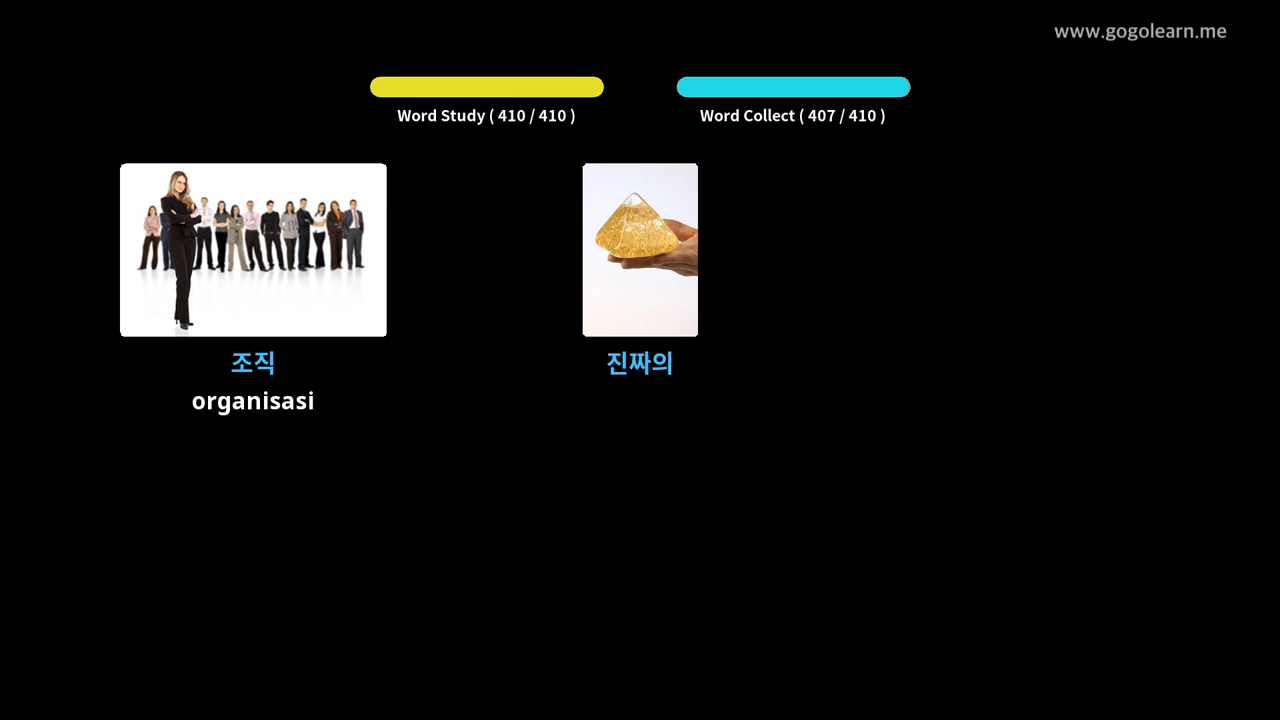 www.gogolearn.me
Word Study ( 410 / 410 )
Word Collect ( 407 / 410 )
조직
organisasi
진짜의